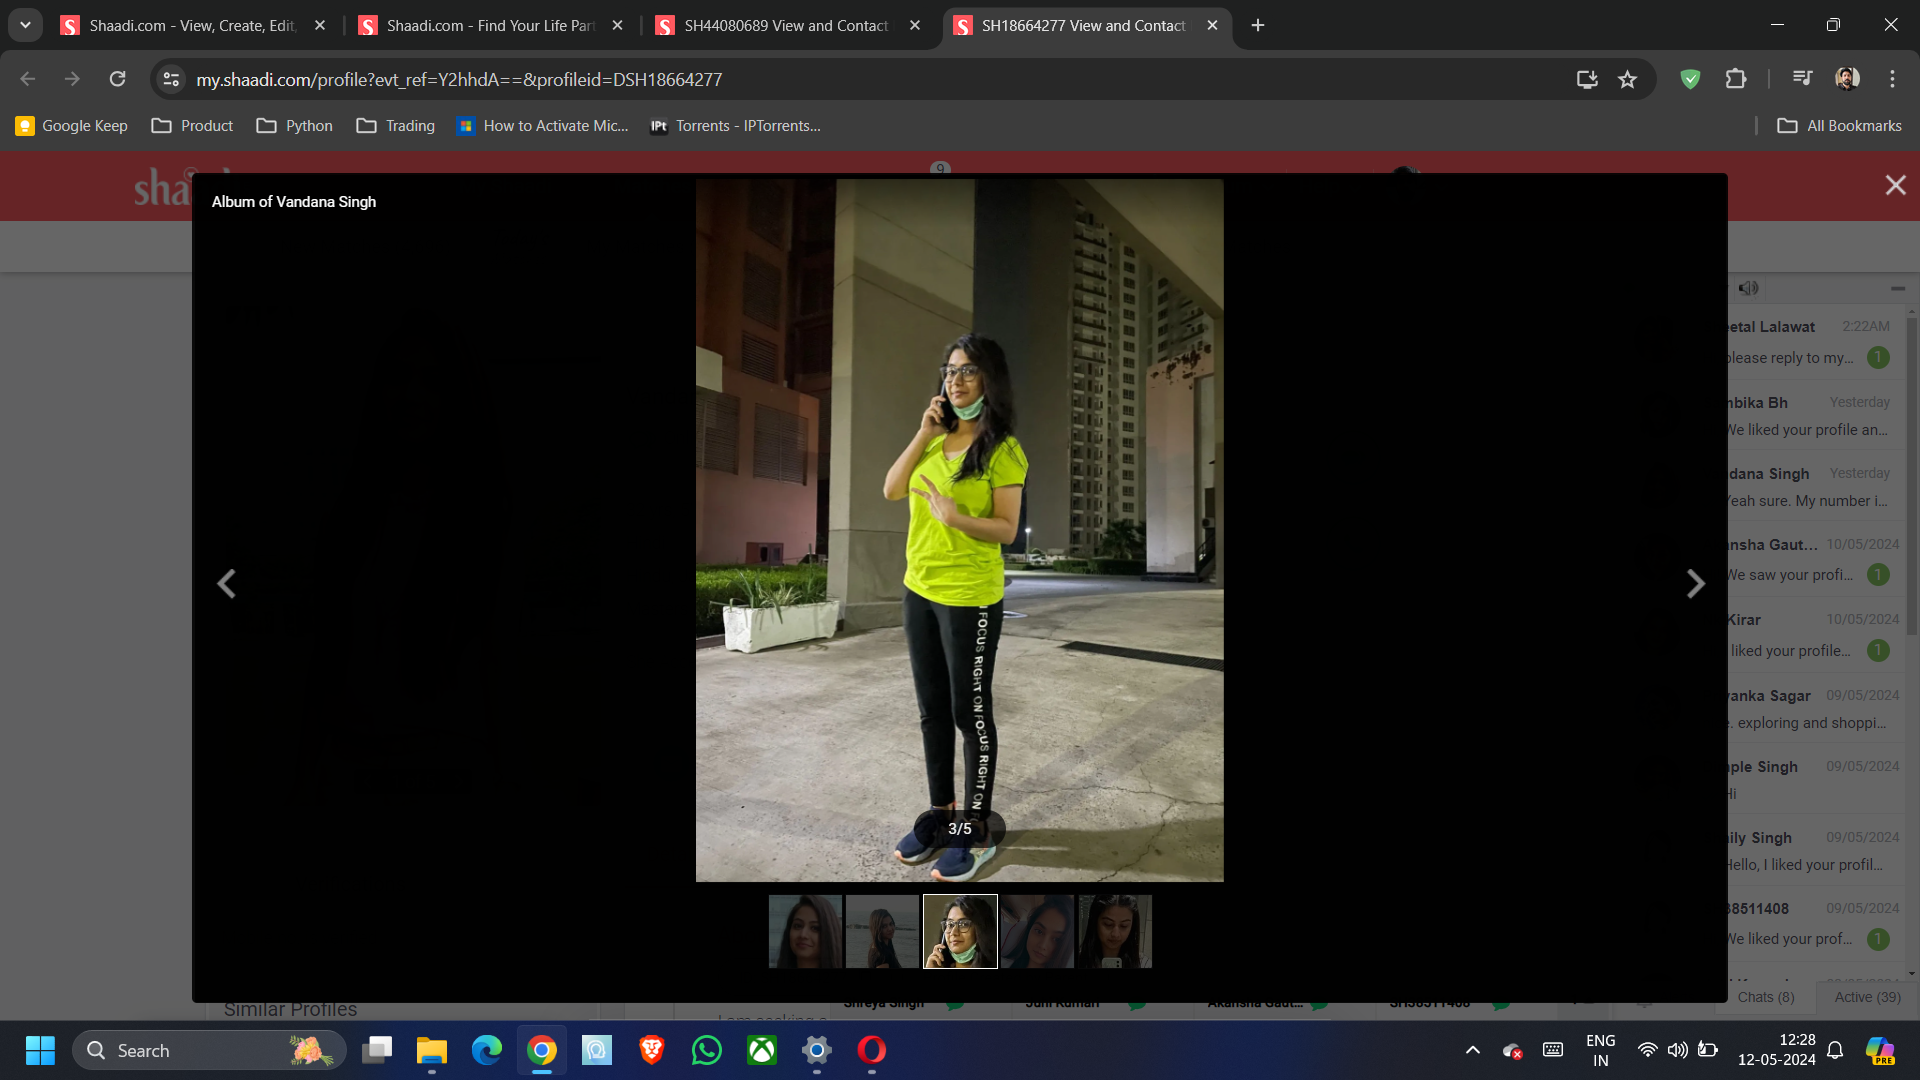 Shaadi.com - View, Create, Edit,
Shaadi.com - Find Your Life Part
SH44080689 View and Contact
SH18664277 View and Contact
my.shaadi.com/profile?evt_ref=Y2hhdA==&profileid=DSH18664277
Google Keep
Product
Python
Trading
How to Activate Mic...
IPt
Torrents - IPTorrents...
All Bookmarks
9
Album of Vandana Singh
etal Lalawat 2:22AM
please reply to my... 1
nbika Bh Yesterday
We liked your profile an...
dana Singh Yesterday
Yeah sure. My number i...
nsha Gaut... 10/05/2024
We saw your profi... 1
Kirar 10/05/2024
liked your profile... 1
anka Sagar 09/05/2024
e. exploring and shoppi...
ple Singh 09/05/2024
Hi
ily Singh 09/05/2024
Hello, I liked your profil...
38511408 09/05/2024
We liked your prof... 1
FOCUS RIGHT ON FOCUS RIGHT ON
3/5
Similar Profiles
Shreya Singh
Juhi Kumari
Akansha Gaut...
SH38511408
Chats (8)
Active (39)
Search
ENG
IN
12:28
12-05-2024
PRE